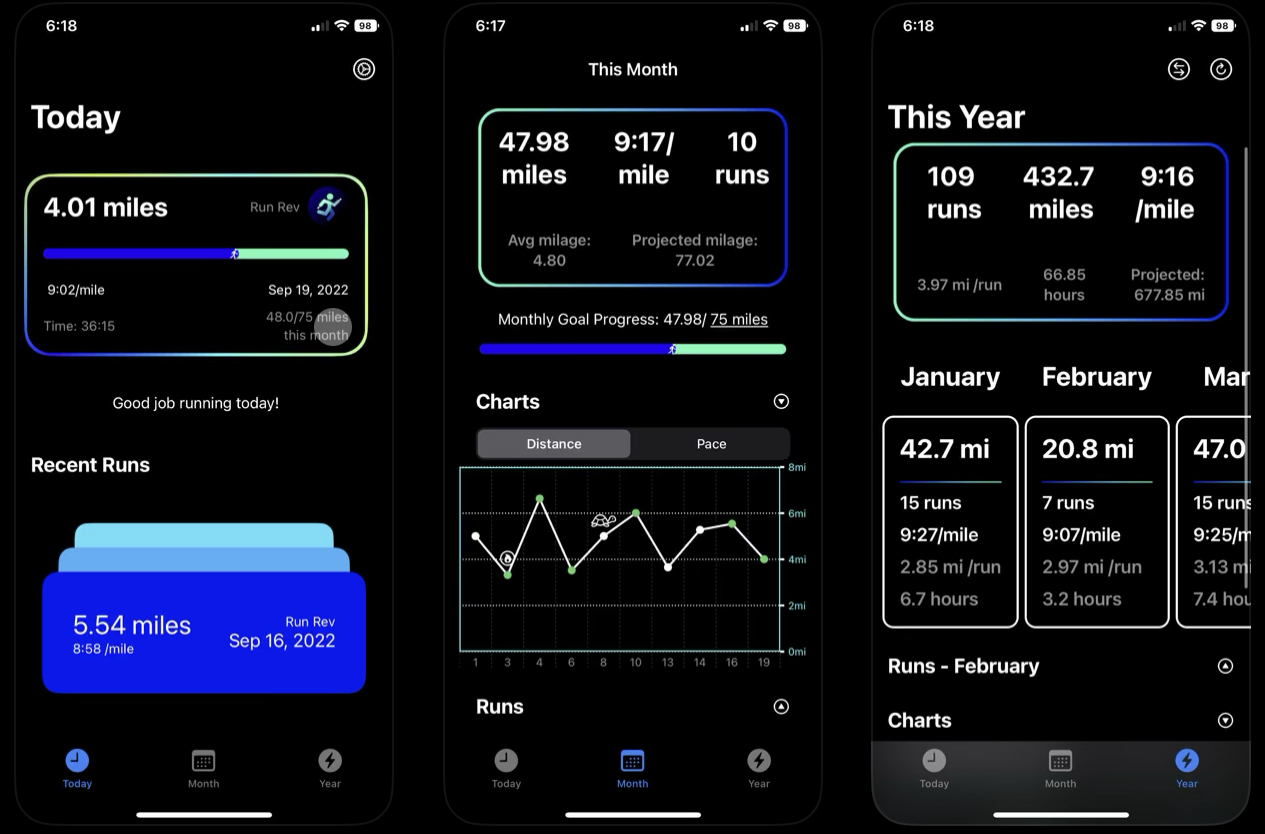 6:18
98
Today
4.01 miles
Run Rev
9:02/mile
Sep 19, 2022
Time: 36:15
48.0/75 miles
this month
Good job running today!
Recent Runs
5.54 miles
Run Rev
8:58 /mile
Sep 16, 2022
Today
Month
Year
6:17
98
This Month
47.98
miles
9:17/
mile
10
runs
Avg milage:
4.80
Projected milage:
77.02
Monthly Goal Progress: 47.98/ 75 miles
Charts
Distance
Pace
8mi
6mi
4mi
2mi
0mi
1 3 4 6 8 10 13 14 16 19
Runs
Today
Month
Year
6:18
98
This Year
109
runs
432.7
miles
9:16
/mile
3.97 mi /run
66.85
hours
Projected:
677.85 mi
January
42.7 mi
15 runs
9:27/mile
2.85 mi /run
6.7 hours
February
20.8 mi
7 runs
9:07/mile
2.97 mi /run
3.2 hours
Mar
47.0
15 runs
9:25/m
3.13 mi
7.4 hou
Runs - February
Charts
Today
Month
Year